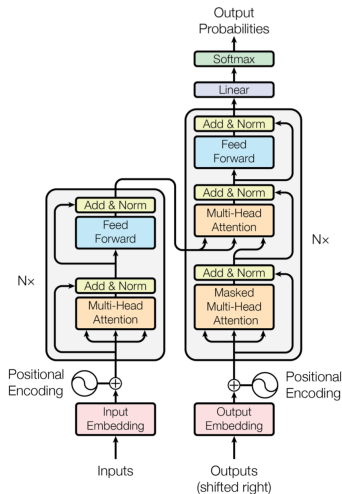 Output
Probabilities
Softmax
Linear
Add & Norm
Feed
Forward
Add & Norm
Multi-Head
Attention
Add & Norm
Masked
Multi-Head
Attention
N×
Positional
Encoding
Output
Embedding
Outputs
(shifted right)
Add & Norm
Feed
Forward
N×
Add & Norm
Multi-Head
Attention
Positional
Encoding
Input
Embedding
Inputs